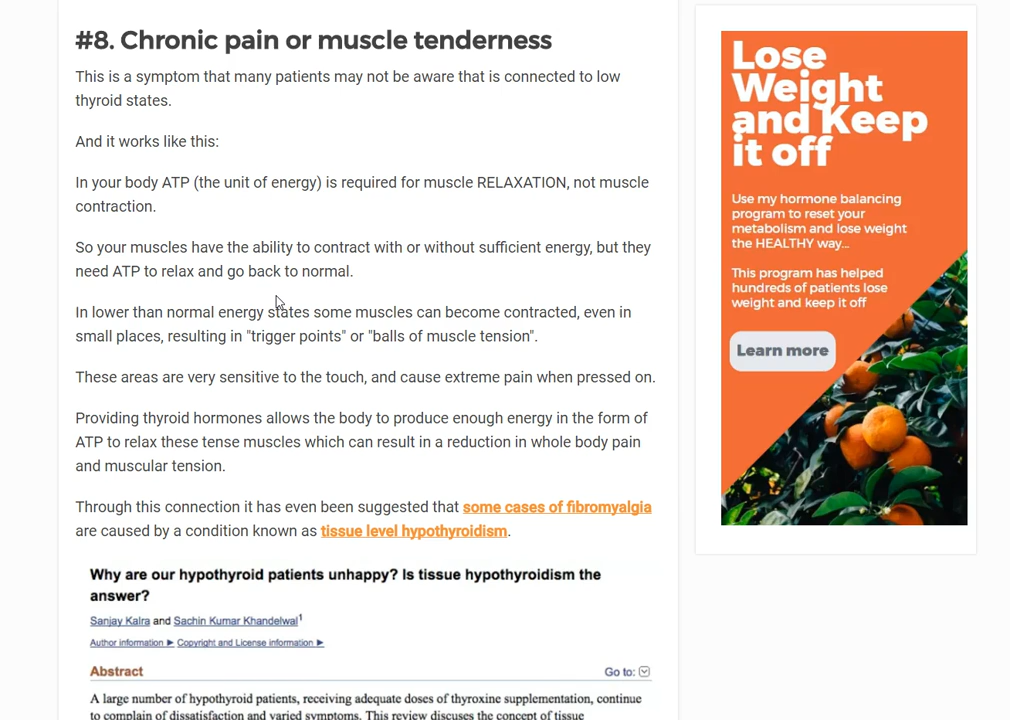 #8. Chronic pain or muscle tenderness
This is a symptom that many patients may not be aware that is connected to low
thyroid states.
And it works like this:
In your body ATP (the unit of energy) is required for muscle RELAXATION, not muscle
contraction.
So your muscles have the ability to contract with or without sufficient energy, but they
need ATP to relax and go back to normal.
In lower than normal energy states some muscles can become contracted, even in
small places, resulting in "trigger points" or "balls of muscle tension".
These areas are very sensitive to the touch, and cause extreme pain when pressed on.
Providing thyroid hormones allows the body to produce enough energy in the form of
ATP to relax these tense muscles which can result in a reduction in whole body pain
and muscular tension.
Through this connection it has even been suggested that some cases of fibromyalgia
are caused by a condition known as tissue level hypothyroidism.
Why are our hypothyroid patients unhappy? Is tissue hypothyroidism the
answer?
Sanjay Kalra and Sachin Kumar Khandelwal1
Author information ► Copyright and License information ►
Abstract Go to:
A large number of hypothyroid patients, receiving adequate doses of thyroxine supplementation, continue
to complain of dissatisfaction and varied symptoms. This review discusses the concept of tissue
Lose
Weight
and Keep
it off
Use my hormone balancing
program to reset your
metabolism and lose weight
the HEALTHY way...
This program has helped
hundreds of patients lose
weight and keep it off
Learn more